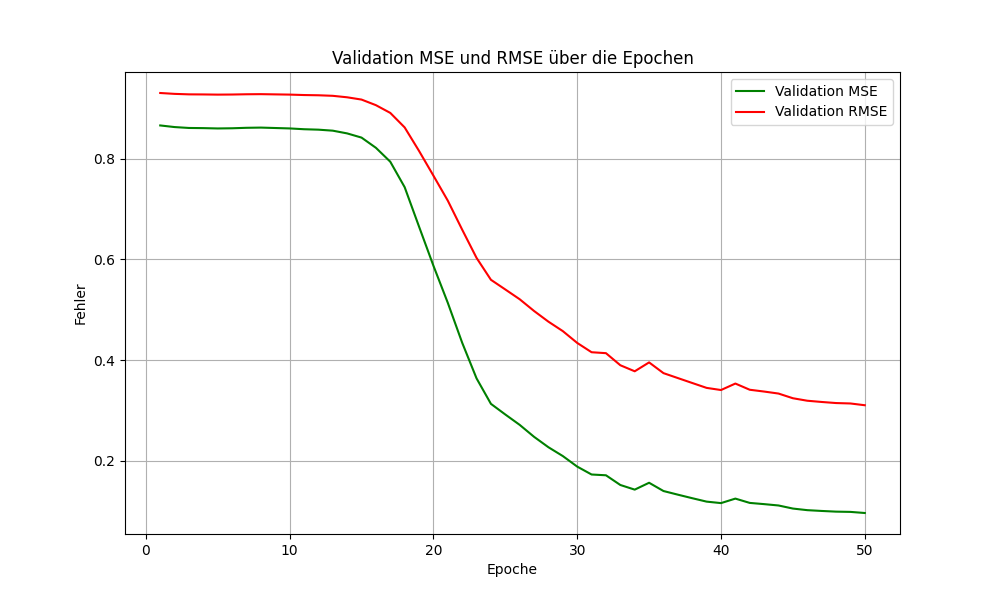 Validation MSE und RMSE über die Epochen
Validation MSE
Validation RMSE
0.8
0.6
0.4
0.2
Fehler
0 10 20 30 40 50
Epoche